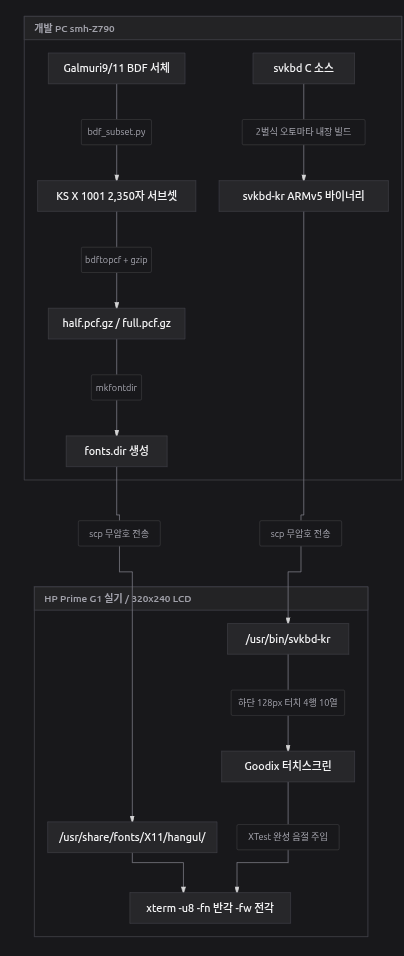 개발 PC smh-Z790
Galmuri9/11 BDF 서체
svkbd C 소스
bdf_subset.py
2벌식 오토마타 내장 빌드
KS X 1001 2,350자 서브셋
svkbd-kr ARMv5 바이너리
bdftopcf + gzip
half.pcf.gz / full.pcf.gz
mkfontdir
fonts.dir 생성
scp 무암호 전송
scp 무암호 전송
HP Prime G1 실기 / 320x240 LCD
/usr/bin/svkbd-kr
하단 128px 터치 4행 10열
Goodix 터치스크린
/usr/share/fonts/X11/hangul/
XTest 완성 음절 주입
xterm -u8 -fn 반각 -fw 전각